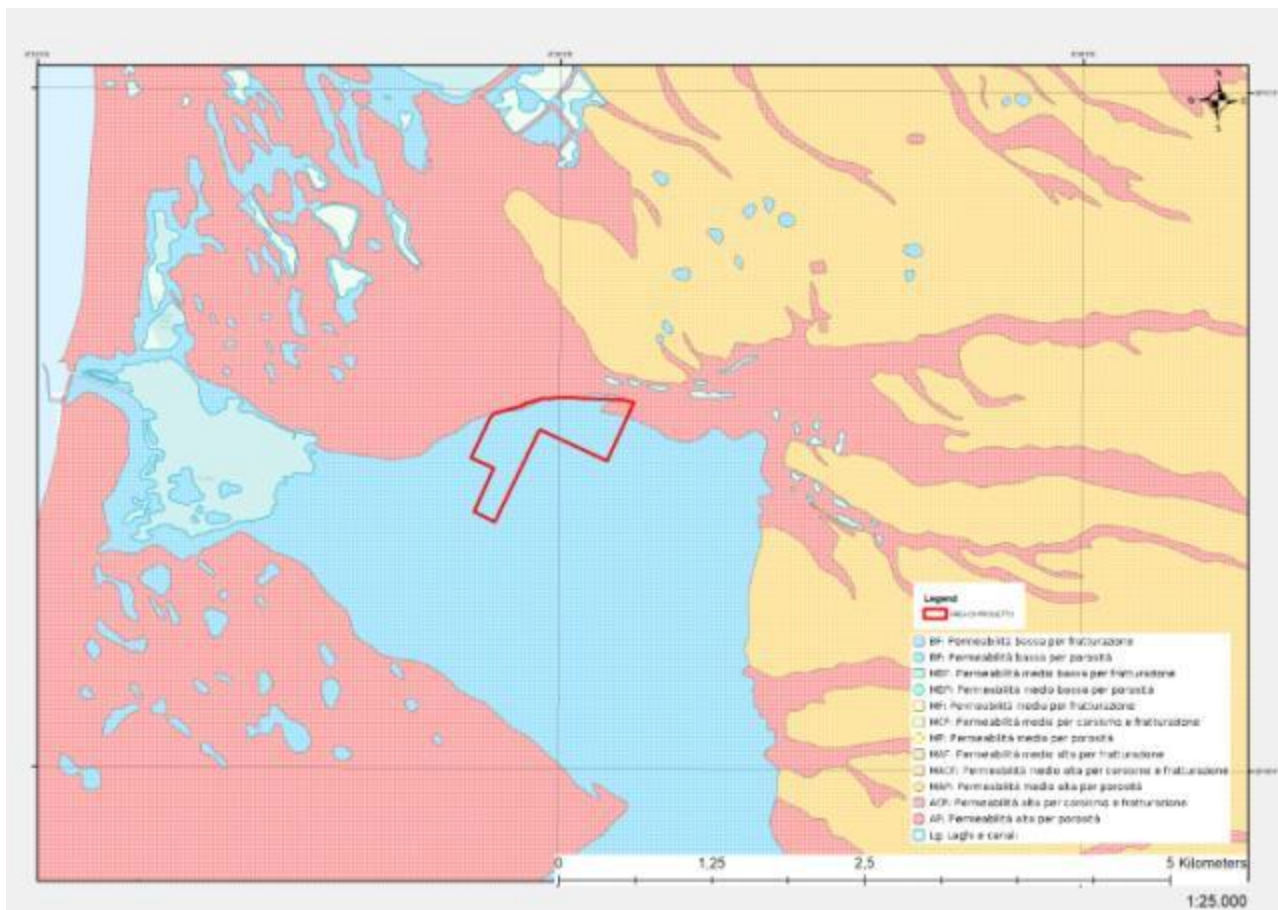 N
S
Legend
AREA DI PROGETTO
BF: Permeabilità bassa per fratturazione
BP: Permeabilità bassa per porosità
MBF: Permeabilità medio bassa per fratturazione
MBP: Permeabilità medio bassa per porosità
MF: Permeabilità media per fratturazione
MCF: Permeabilità media per carsismo e fratturazione
MP: Permeabilità media per porosità
MAF: Permeabilità medio alta per fratturazione
MACF: Permeabilità medio alta per carsismo e fratturazione
MAP: Permeabilità medio alta per porosità
ACF: Permeabilità alta per carsismo e fratturazione
AP: Permeabilità alta per porosità
Lg: Laghi e canali
0 1,25 2,5 5 Kilometers
1:25.000